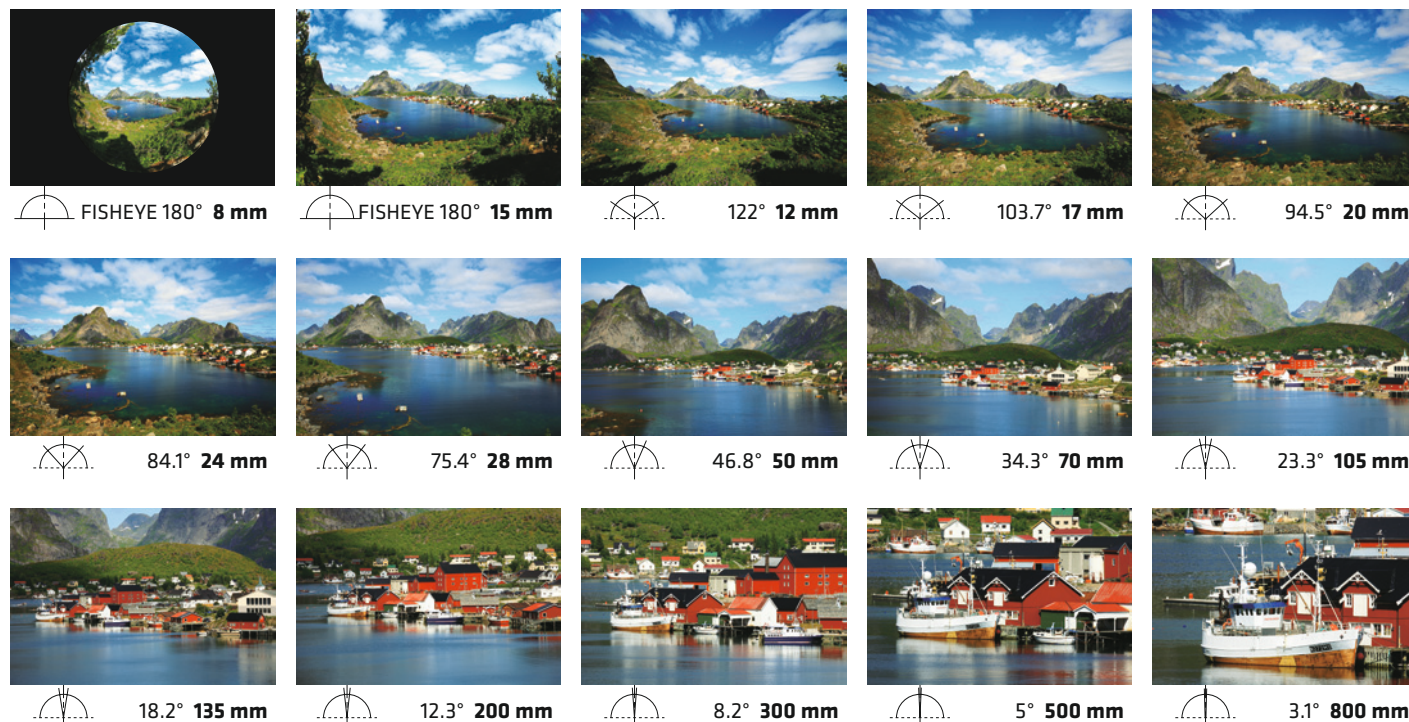 FISHEYE 180° 8 mm
FISHEYE 180° 15 mm
122° 12 mm
103.7° 17 mm
94.5° 20 mm
84.1° 24 mm
75.4° 28 mm
46.8° 50 mm
34.3° 70 mm
23.3° 105 mm
18.2° 135 mm
12.3° 200 mm
8.2° 300 mm
5° 500 mm
3.1° 800 mm